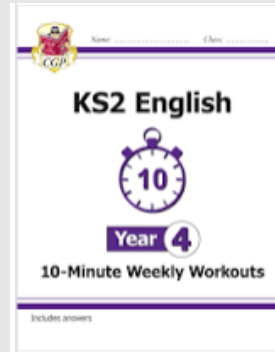 Name ........................ Class ..............
CGP
KS2 English
10
Year 4
10-Minute Weekly Workouts
Includes answers